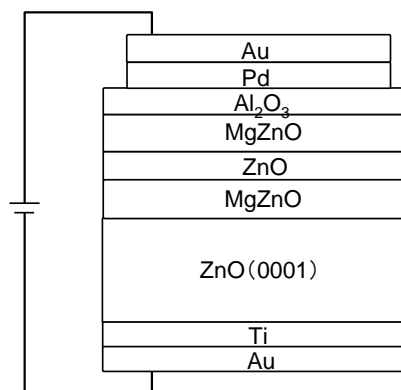 Au
Pd
Al₂O₃
MgZnO
ZnO
MgZnO
ZnO（0001）
Ti
Au